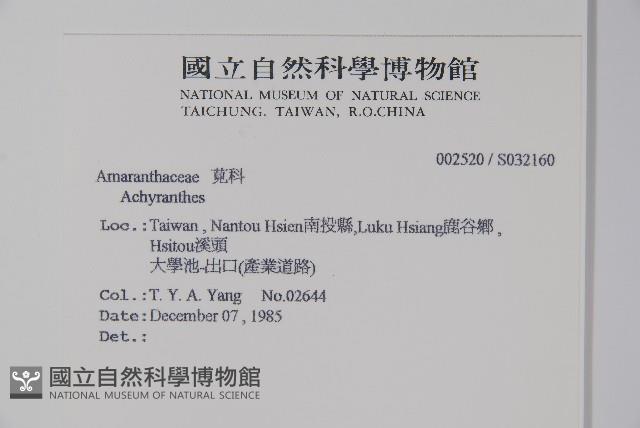 國立自然科學博物館
NATIONAL MUSEUM OF NATURAL SCIENCE
TAICHUNG, TAIWAN, R.O.CHINA
002520 / S032160
Amaranthaceae 莧科
Achyranthes
Loc.:Taiwan , Nantou Hsien南投縣,Luku Hsiang鹿谷鄉 ,
Hsitou溪頭
大學池-出口(產業道路)
Col.:T. Y. A. Yang No.02644
Date:December 07 , 1985
Det.:
國立自然科學博物館
NATIONAL MUSEUM OF NATURAL SCIENCE